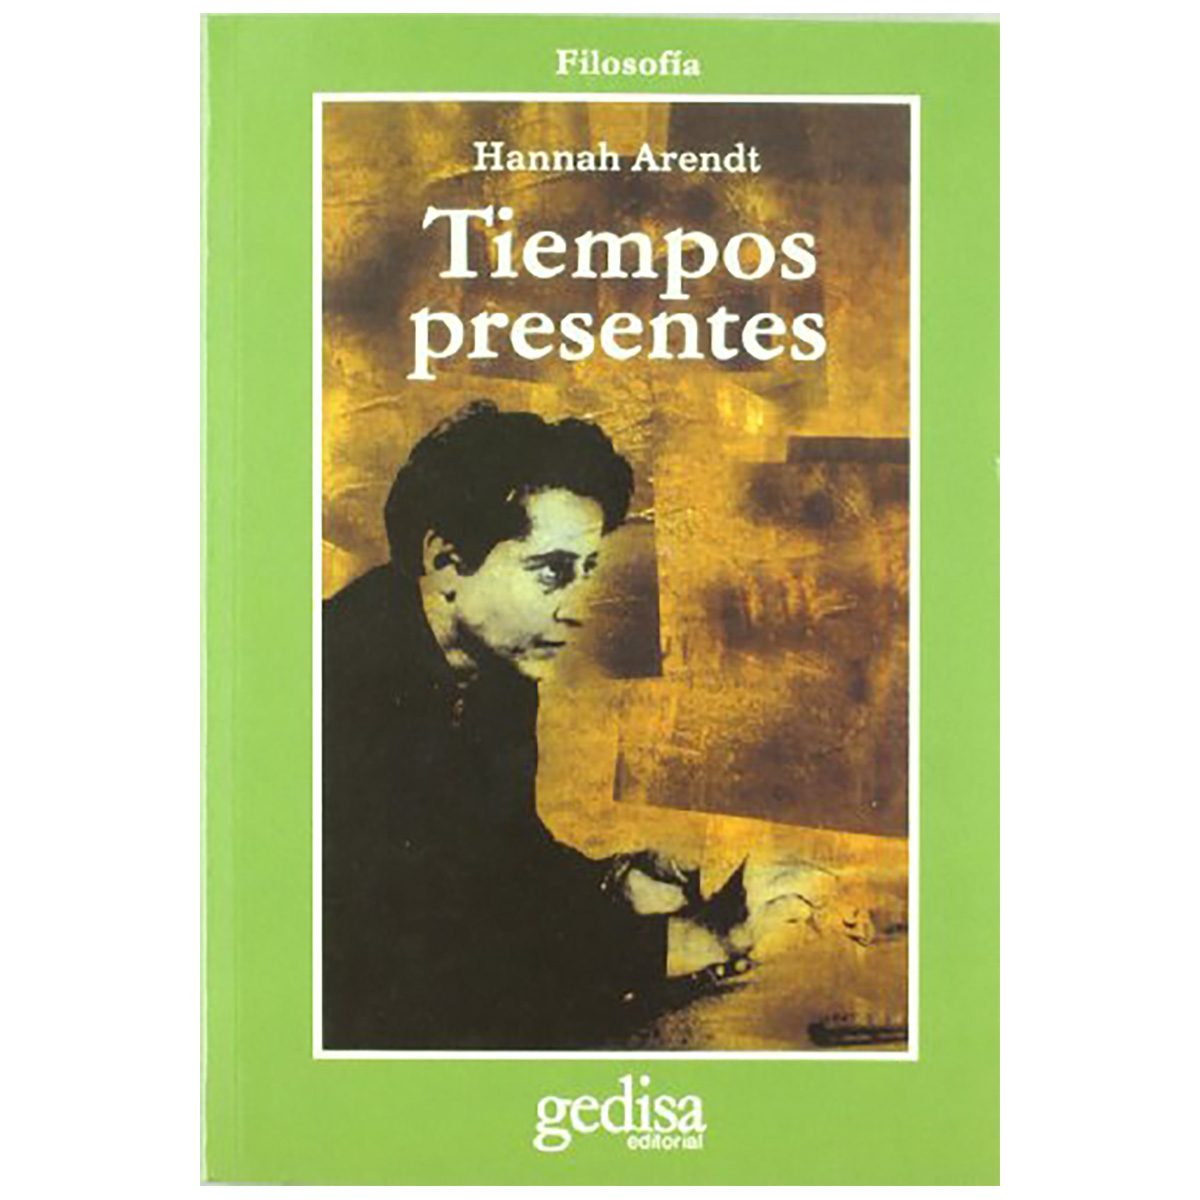 Filosofía
Hannah Arendt
Tiempos
presentes
gedisa
editorial